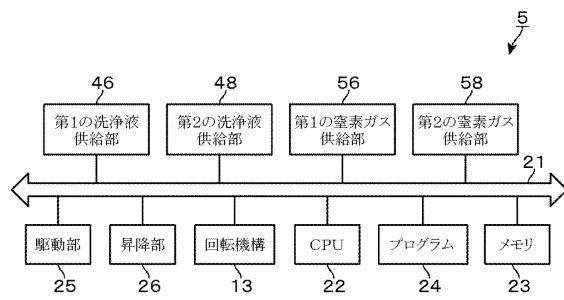 5
46 48 56 58
第1の洗浄液 第2の洗浄液 第1の窒素ガス 第2の窒素ガス
供給部 供給部 供給部 供給部
21
駆動部 昇降部 回転機構 CPU プログラム メモリ
25 26 13 22 24 23